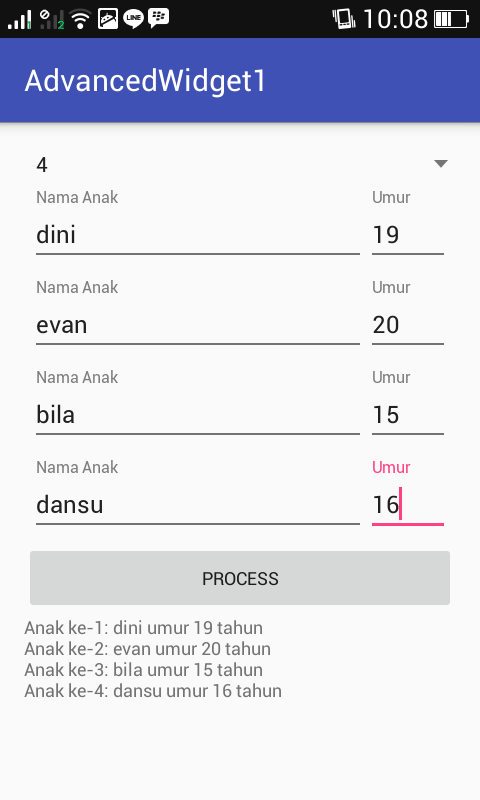 10:08
AdvancedWidget1
4
Nama Anak Umur
dini 19
Nama Anak Umur
evan 20
Nama Anak Umur
bila 15
Nama Anak Umur
dansu 16
PROCESS
Anak ke-1: dini umur 19 tahun
Anak ke-2: evan umur 20 tahun
Anak ke-3: bila umur 15 tahun
Anak ke-4: dansu umur 16 tahun